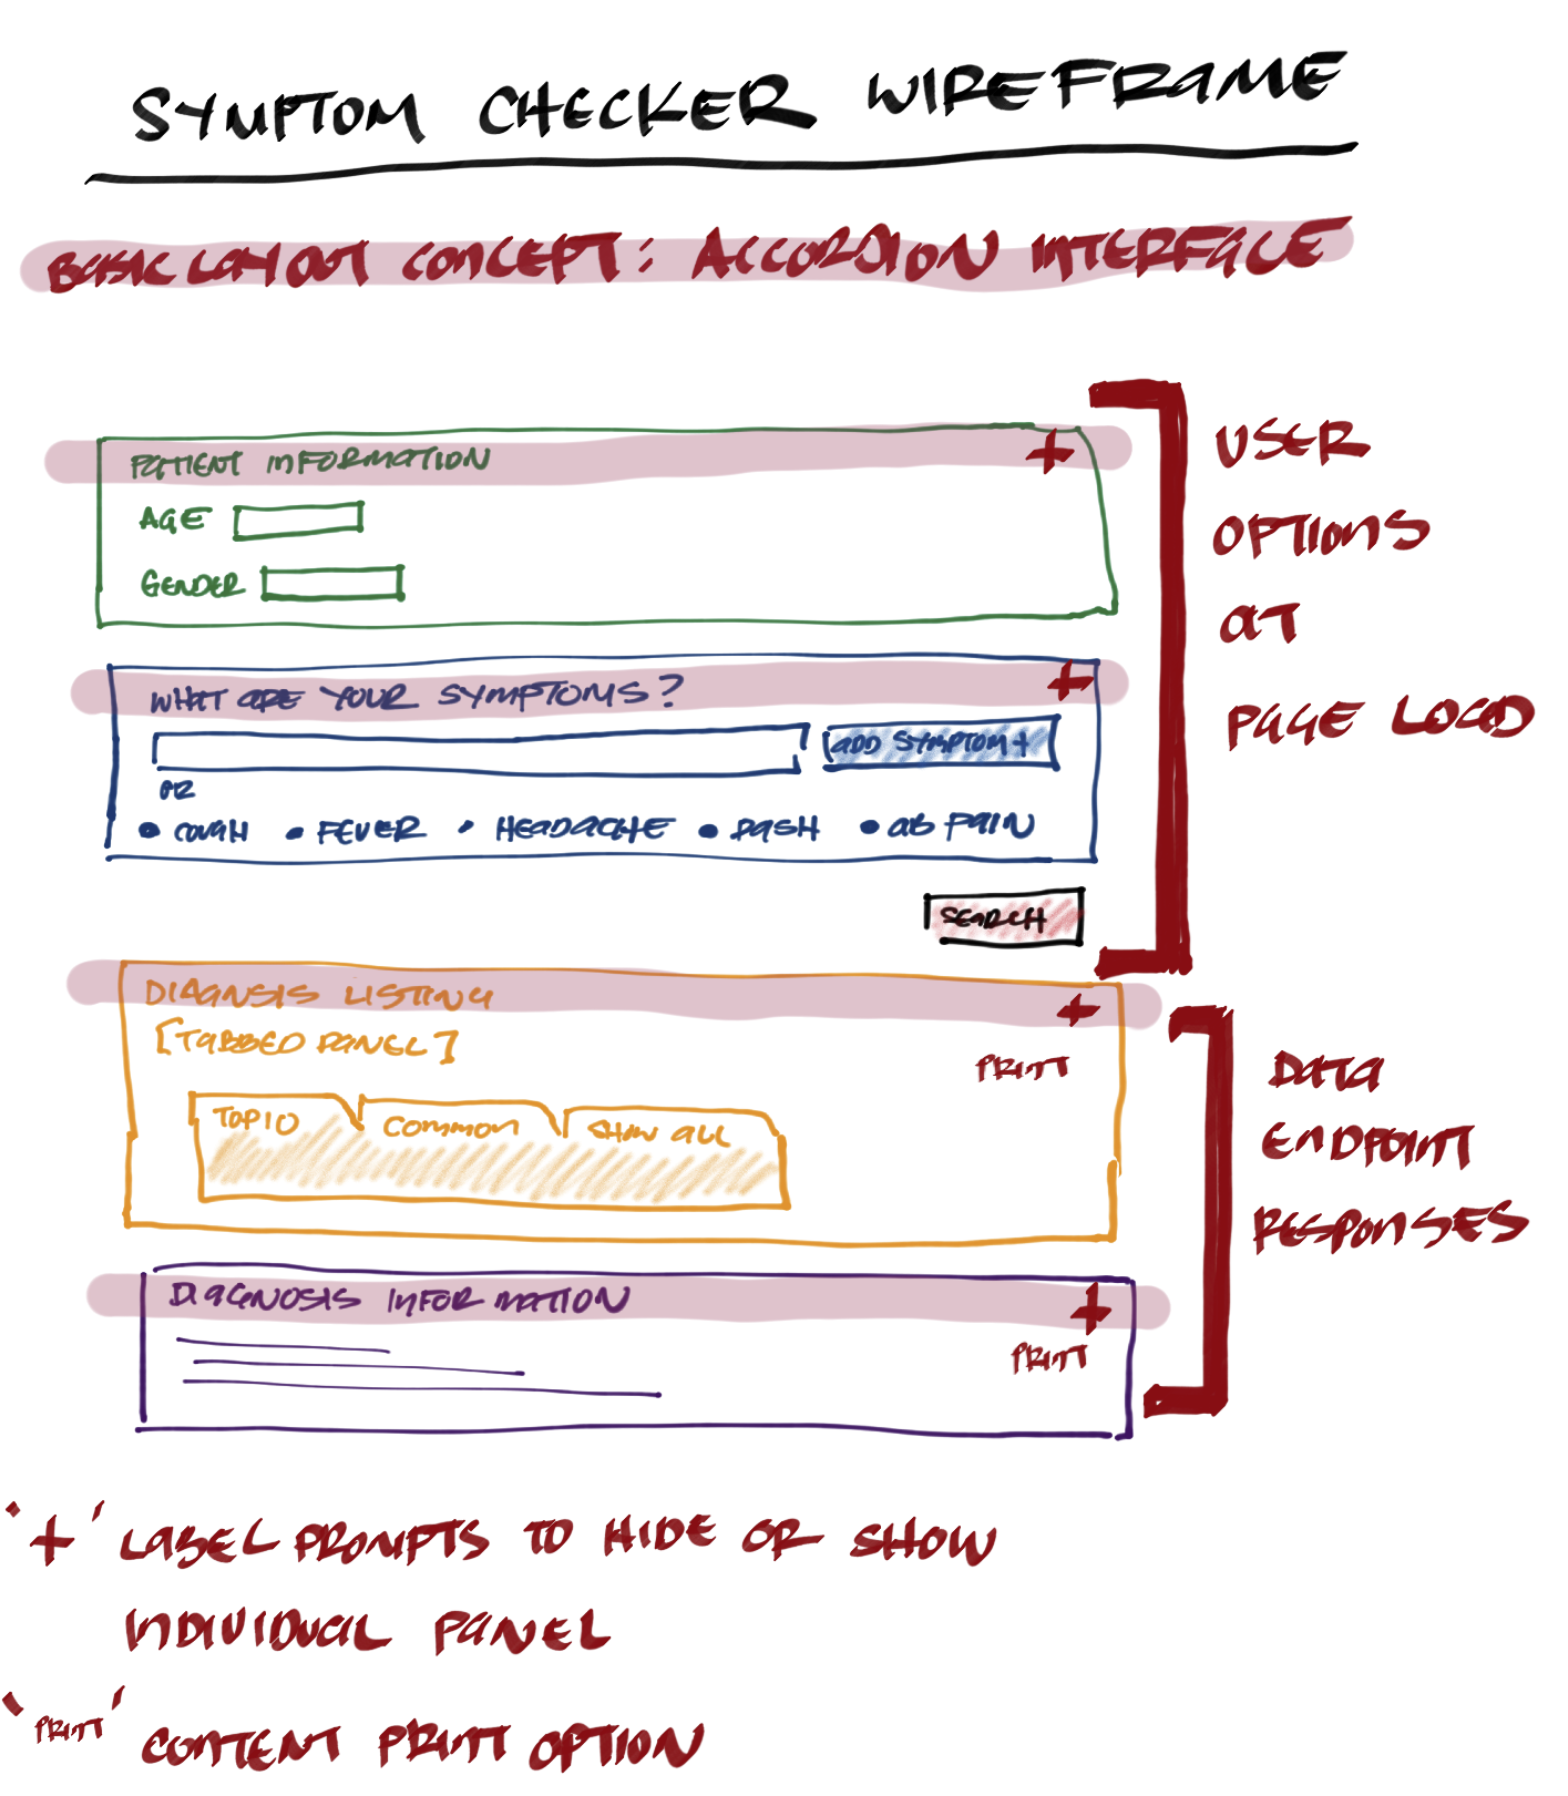 SYMPTOM CHECKER WIREFRAME
BASIC LAYOUT CONCEPT: ACCORDION INTERFACE
PATIENT INFORMATION +
AGE
GENDER
WHAT ARE YOUR SYMPTOMS? +
ADD SYMPTOM +
OR
• COUGH • FEVER • HEADACHE • RASH • AB PAIN
SEARCH
USER
OPTIONS
AT
PAGE LOAD
DIAGNSIS LISTING +
[TABBED PANEL]
PRINT
TOP 10 COMMON SHOW ALL
DIAGNOSIS INFORMATION +
PRINT
DATA
ENDPOINT
RESPONSES
'+' LABEL PROMPTS TO HIDE OR SHOW
INDIVIDUAL PANEL
'PRINT' CONTENT PRINT OPTION